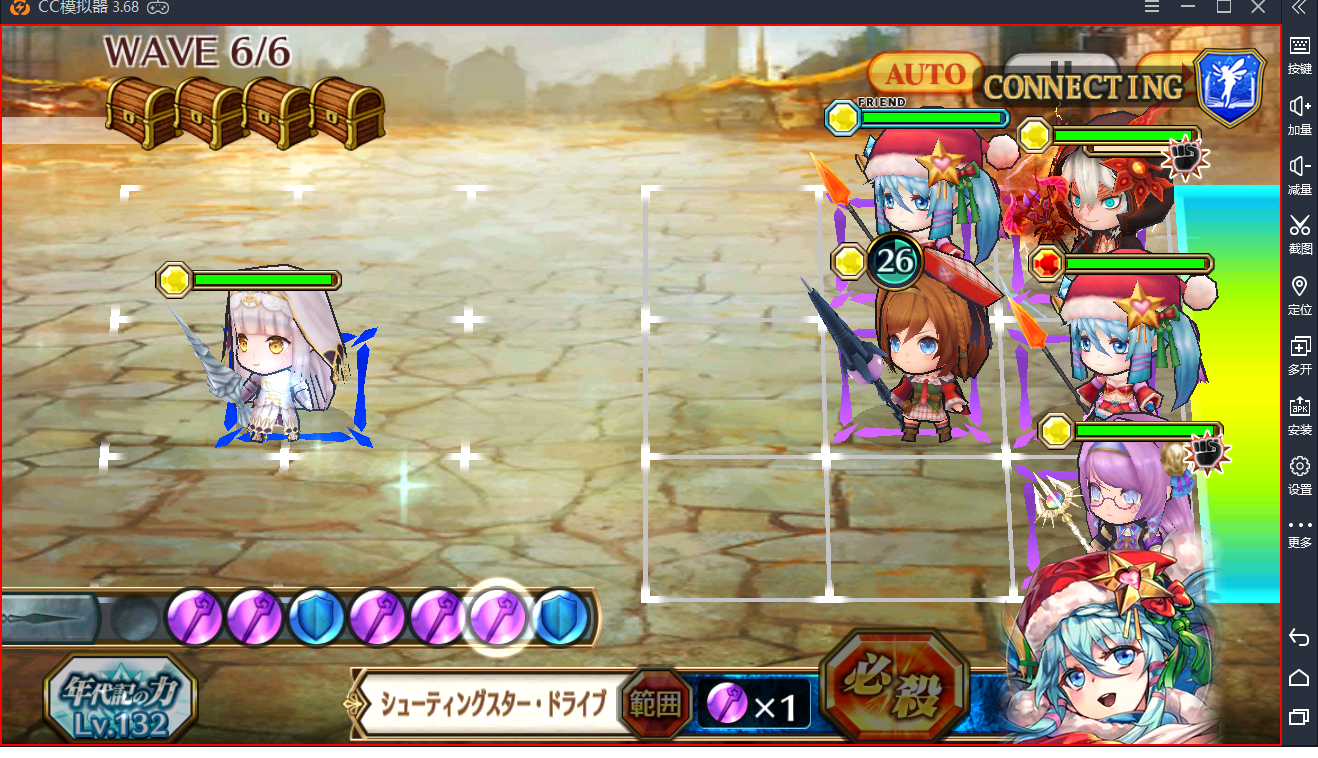 CC模拟器 3.68
WAVE 6/6
AUTO
CONNECTING
FRIEND
26
按键
加量
减量
截图
定位
多开
APK
安装
设置
更多
年代記の力
Lv.132
シューティングスター・ドライブ
範囲
×1
必殺